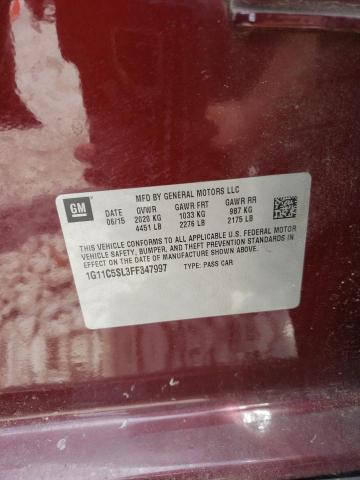 MFD BY GENERAL MOTORS LLC
GM DATE GVWR GAWR FRT GAWR RR
06/15 2020 KG 1033 KG 987 KG
4451 LB 2276 LB 2175 LB
THIS VEHICLE CONFORMS TO ALL APPLICABLE U.S. FEDERAL MOTOR
VEHICLE SAFETY, BUMPER, AND THEFT PREVENTION STANDARDS IN
EFFECT ON THE DATE OF MANUFACTURE SHOWN ABOVE.
1G11C5SL3FF347997 TYPE: PASS CAR